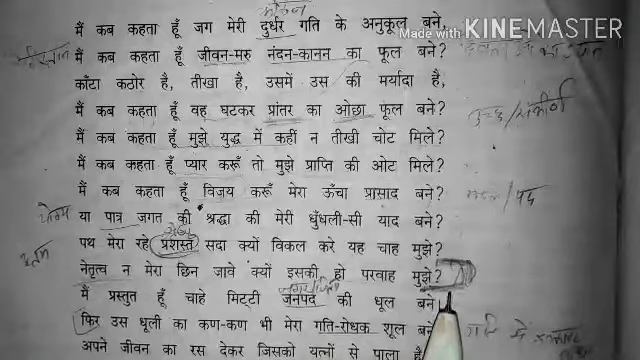 Made with KINEMASTER
कठिन
मैं कब कहता हूँ जग मेरी दुर्धर गति के अनुकूल बने,
मैं कब कहता हूँ जीवन-मरु नंदन-कानन का फूल बने?
काँटा कठोर है, तीखा है, उसमें उस की मर्यादा है,
मैं कब कहता हूँ वह घटकर प्रांतर का ओछा फूल बने?
तुच्छ/संकीर्ण
मैं कब कहता हूँ मुझे युद्ध में कहीं न तीखी चोट मिले?
मैं कब कहता हूँ प्यार करूँ तो मुझे प्राप्ति की ओट मिले?
मैं कब कहता हूँ विजय करूँ मेरा ऊँचा प्रासाद बने?
योग्य या पात्र जगत की श्रद्धा की मेरी धुँधली-सी याद बने?
पथ मेरा रहे प्रशस्त सदा क्यों विकल करे यह चाह मुझे?
नेतृत्व न मेरा छिन जावे क्यों इसकी हो परवाह मुझे?
मैं प्रस्तुत हूँ चाहे मिट्टी जनपद की धूल बने
फिर उस धूली का कण-कण भी मेरा गति-रोधक शूल बने
अपने जीवन का रस देकर जिसको यत्नों से पाला है